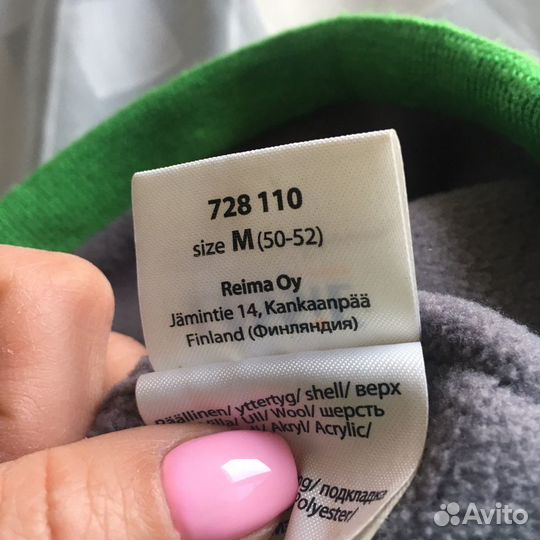 728 110
size M (50-52)
Reima Oy
Jämintie 14, Kankaanpää
Finland (Финляндия)
Päällinen/ yttertyg/ shell/ верх
Ull/ Wool/ шерсть
Akryl/ Acrylic/
подкладка
Polyester/
Avito